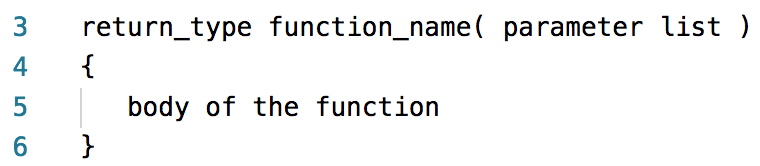 3 return_type function_name( parameter list )
4 {
5 body of the function
6 }